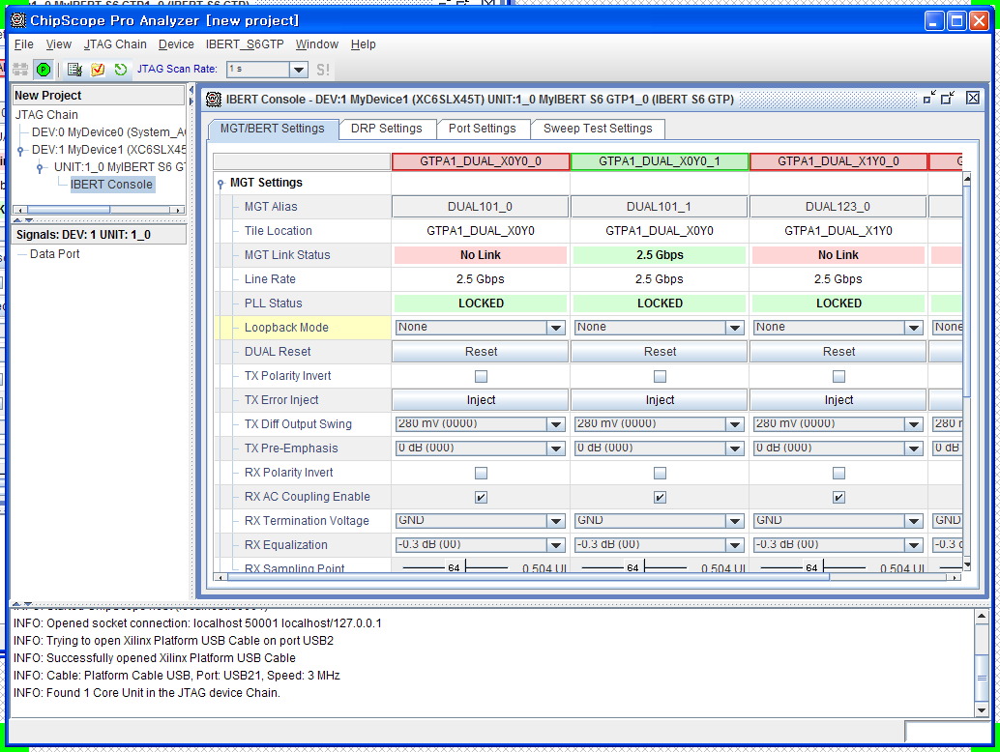 ChipScope Pro Analyzer [new project]
File View JTAG Chain Device IBERT_S6GTP Window Help
JTAG Scan Rate: 1 s S!
New Project
JTAG Chain
DEV:0 MyDevice0 (System_A
DEV:1 MyDevice1 (XC6SLX45
UNIT:1_0 MyIBERT S6 G
IBERT Console
Signals: DEV: 1 UNIT: 1_0
Data Port
IBERT Console - DEV:1 MyDevice1 (XC6SLX45T) UNIT:1_0 MyIBERT S6 GTP1_0 (IBERT S6 GTP)
MGT/BERT Settings DRP Settings Port Settings Sweep Test Settings
GTPA1_DUAL_X0Y0_0 GTPA1_DUAL_X0Y0_1 GTPA1_DUAL_X1Y0_0 G
MGT Settings
MGT Alias DUAL101_0 DUAL101_1 DUAL123_0
Tile Location GTPA1_DUAL_X0Y0 GTPA1_DUAL_X0Y0 GTPA1_DUAL_X1Y0
MGT Link Status No Link 2.5 Gbps No Link
Line Rate 2.5 Gbps 2.5 Gbps 2.5 Gbps
PLL Status LOCKED LOCKED LOCKED
Loopback Mode None None None None
DUAL Reset Reset Reset Reset
TX Polarity Invert
TX Error Inject Inject Inject Inject
TX Diff Output Swing 280 mV (0000) 280 mV (0000) 280 mV (0000) 280
TX Pre-Emphasis 0 dB (000) 0 dB (000) 0 dB (000) 0 dB
RX Polarity Invert
RX AC Coupling Enable
RX Termination Voltage GND GND GND GND
RX Equalization -0.3 dB (00) -0.3 dB (00) -0.3 dB (00) -0.3
RX Sampling Point 64 0.504 UI 64 0.504 UI 64 0.504 UI
INFO: Opened socket connection: localhost 50001 localhost/127.0.0.1
INFO: Trying to open Xilinx Platform USB Cable on port USB2
INFO: Successfully opened Xilinx Platform USB Cable
INFO: Cable: Platform Cable USB, Port: USB21, Speed: 3 MHz
INFO: Found 1 Core Unit in the JTAG device Chain.